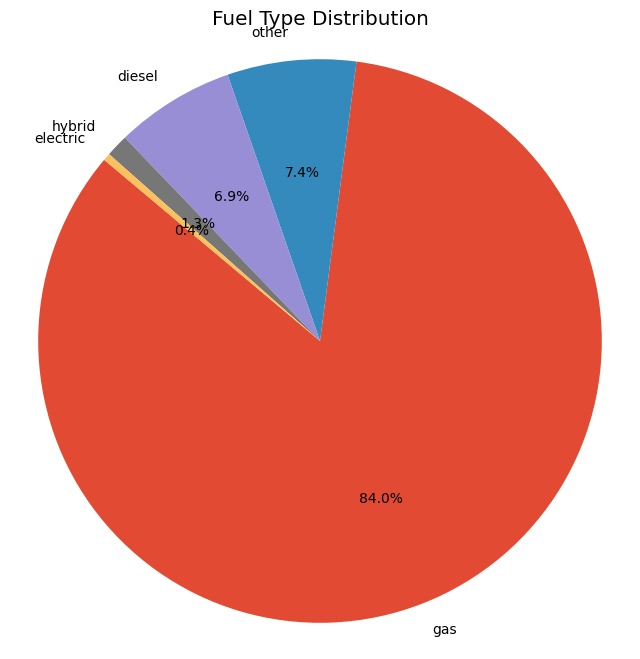 Fuel Type Distribution
other
diesel
hybrid
electric
7.4%
6.9%
1.3%
0.4%
84.0%
gas